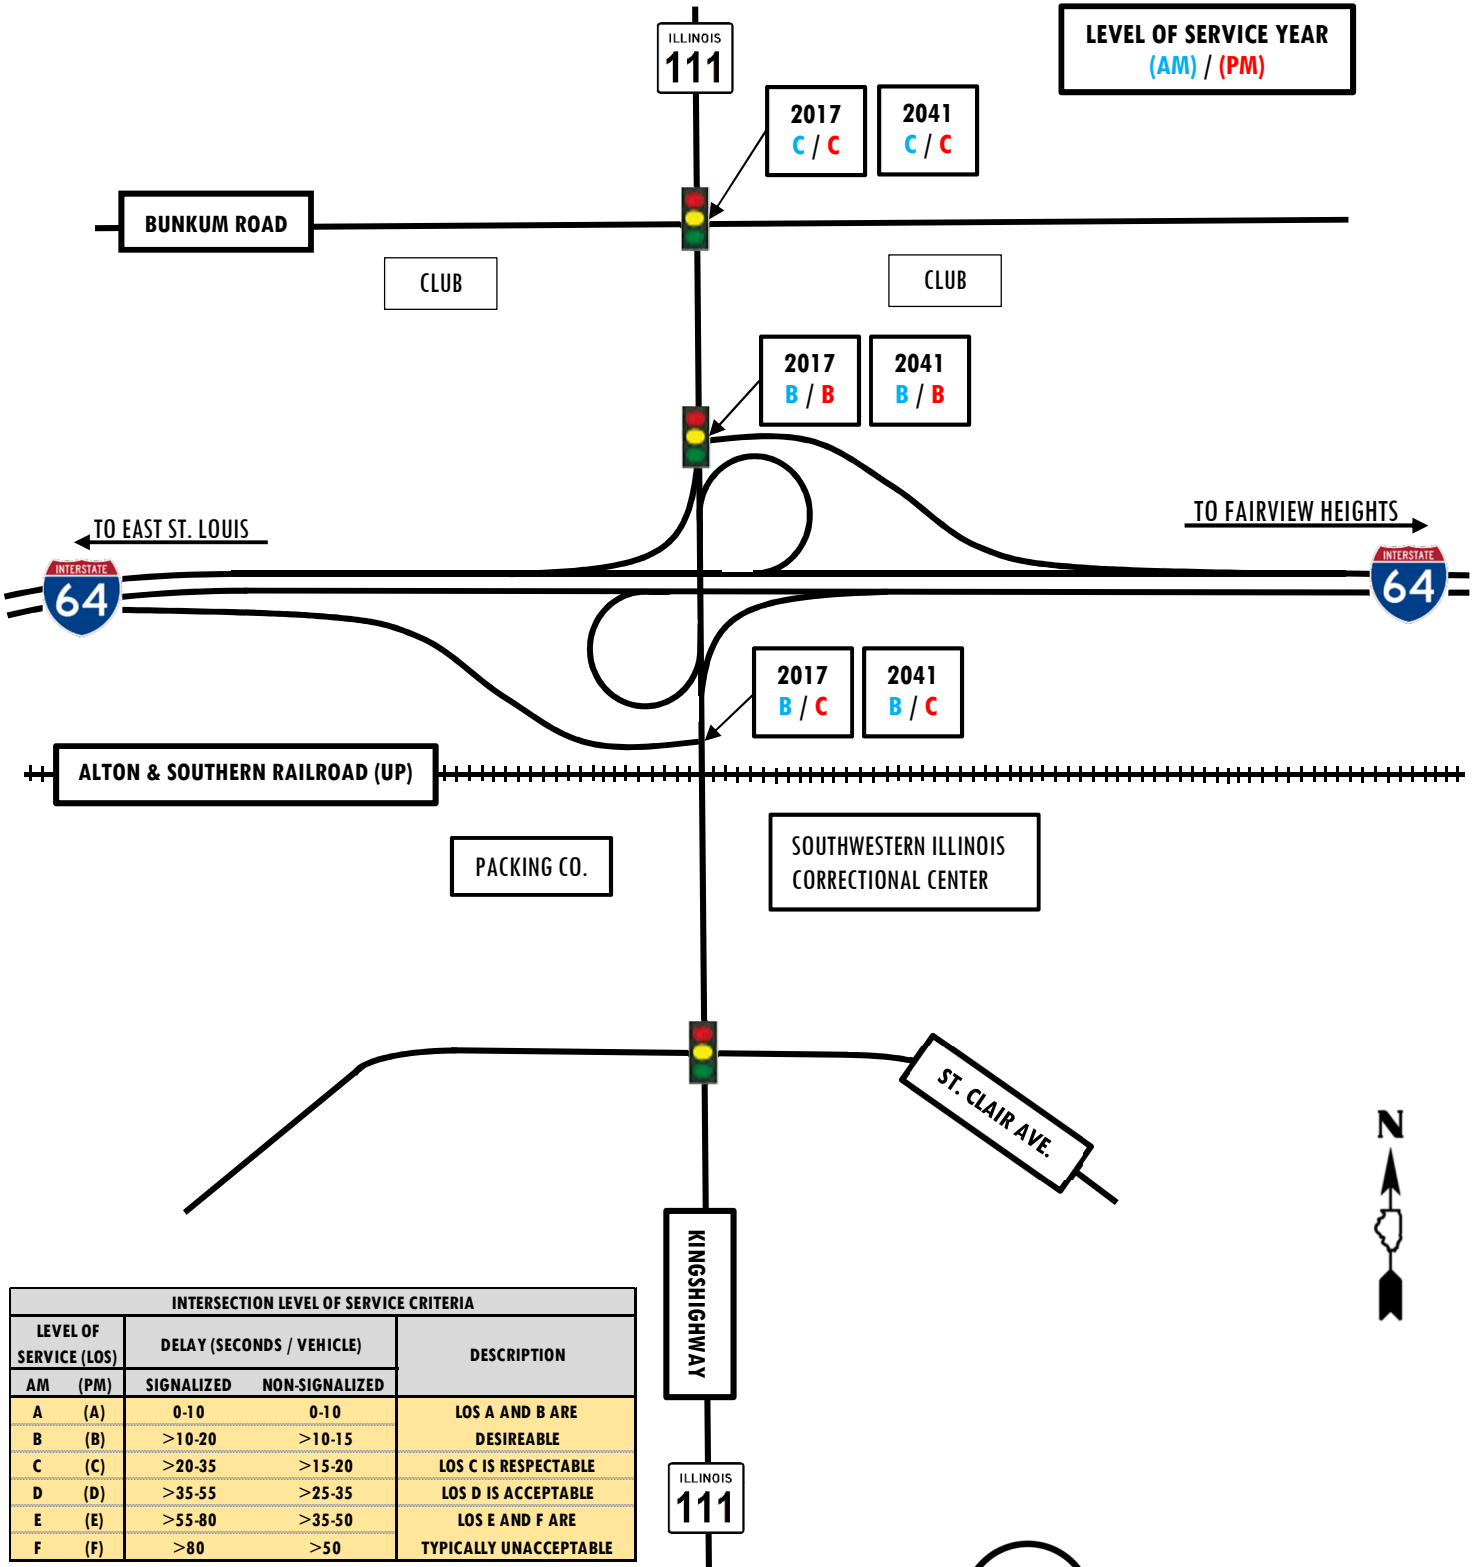 ILLINOIS
111
LEVEL OF SERVICE YEAR
(AM) / (PM)
2017
C / C
2041
C / C
BUNKUM ROAD
CLUB
CLUB
2017
B / B
2041
B / B
TO EAST ST. LOUIS
TO FAIRVIEW HEIGHTS
INTERSTATE
64
INTERSTATE
64
2017
B / C
2041
B / C
ALTON & SOUTHERN RAILROAD (UP)
PACKING CO.
SOUTHWESTERN ILLINOIS
CORRECTIONAL CENTER
ST. CLAIR AVE.
N
KINGSHIGHWAY
INTERSECTION LEVEL OF SERVICE CRITERIA
LEVEL OF
SERVICE (LOS)
DELAY (SECONDS / VEHICLE)
DESCRIPTION
AM (PM) SIGNALIZED NON-SIGNALIZED
A (A) 0-10 0-10 LOS A AND B ARE
B (B) >10-20 >10-15 DESIREABLE
C (C) >20-35 >15-20 LOS C IS RESPECTABLE
D (D) >35-55 >25-35 LOS D IS ACCEPTABLE
E (E) >55-80 >35-50 LOS E AND F ARE
F (F) >80 >50 TYPICALLY UNACCEPTABLE
ILLINOIS
111